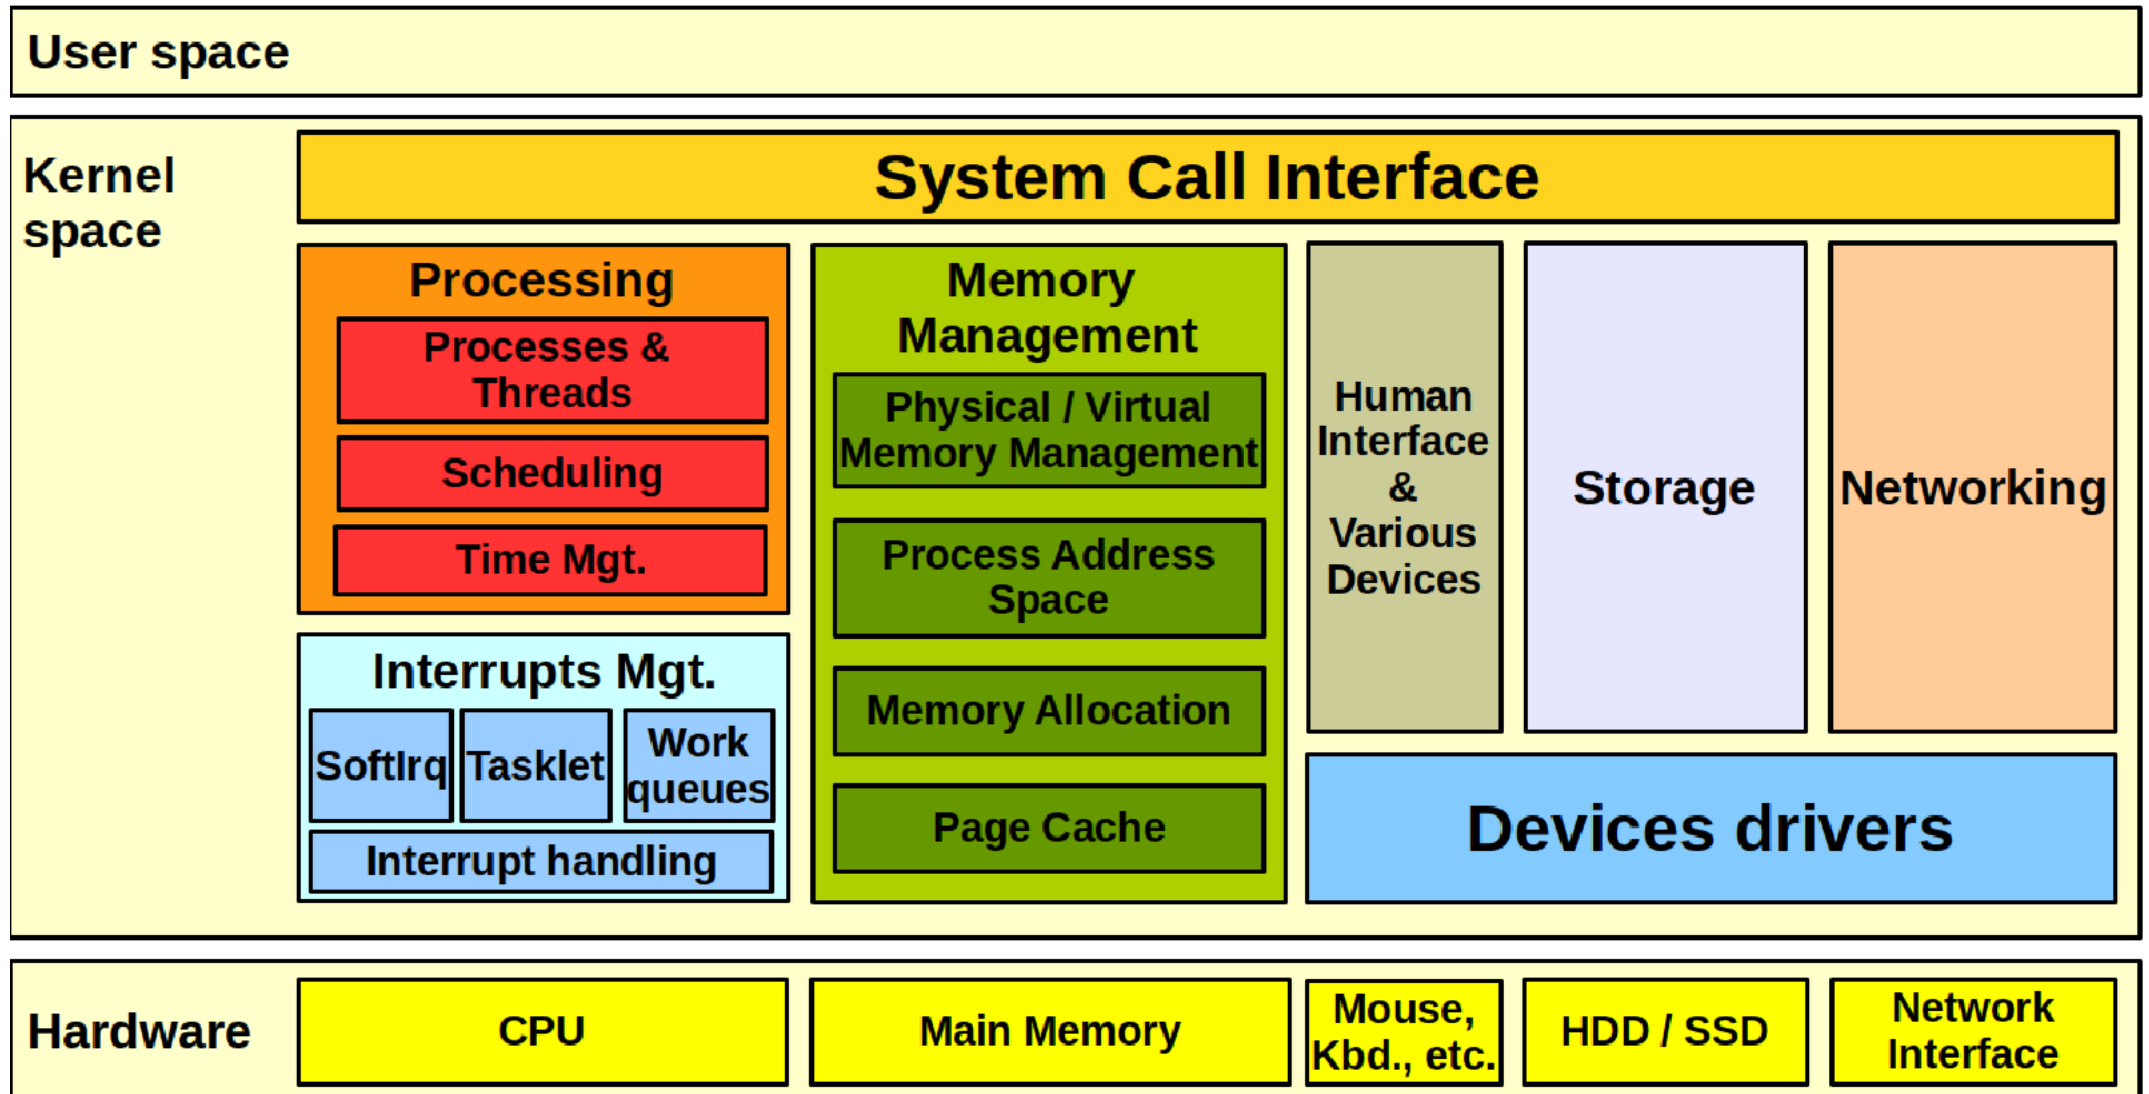 User space
Kernel
space
System Call Interface
Processing
Processes &
Threads
Scheduling
Time Mgt.
Interrupts Mgt.
SoftIrq
Tasklet
Work
queues
Interrupt handling
Memory
Management
Physical / Virtual
Memory Management
Process Address
Space
Memory Allocation
Page Cache
Human
Interface
&
Various
Devices
Storage
Networking
Devices drivers
Hardware
CPU
Main Memory
Mouse,
Kbd., etc.
HDD / SSD
Network
Interface